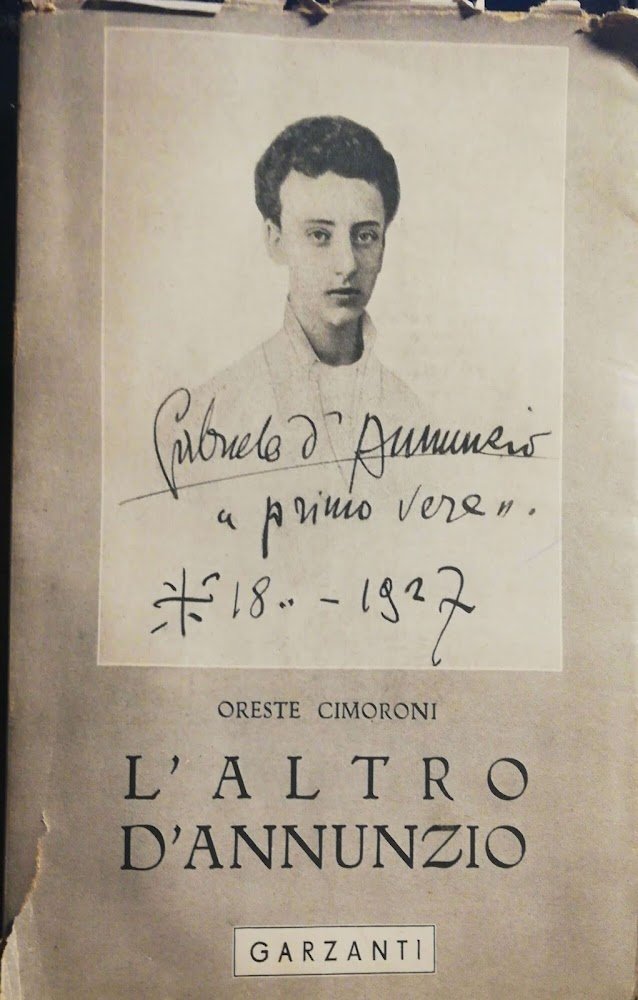 Gabriele d'Annunzio
"primo vere".
18.. - 1927
ORESTE CIMORONI
L'ALTRO
D'ANNUNZIO
GARZANTI